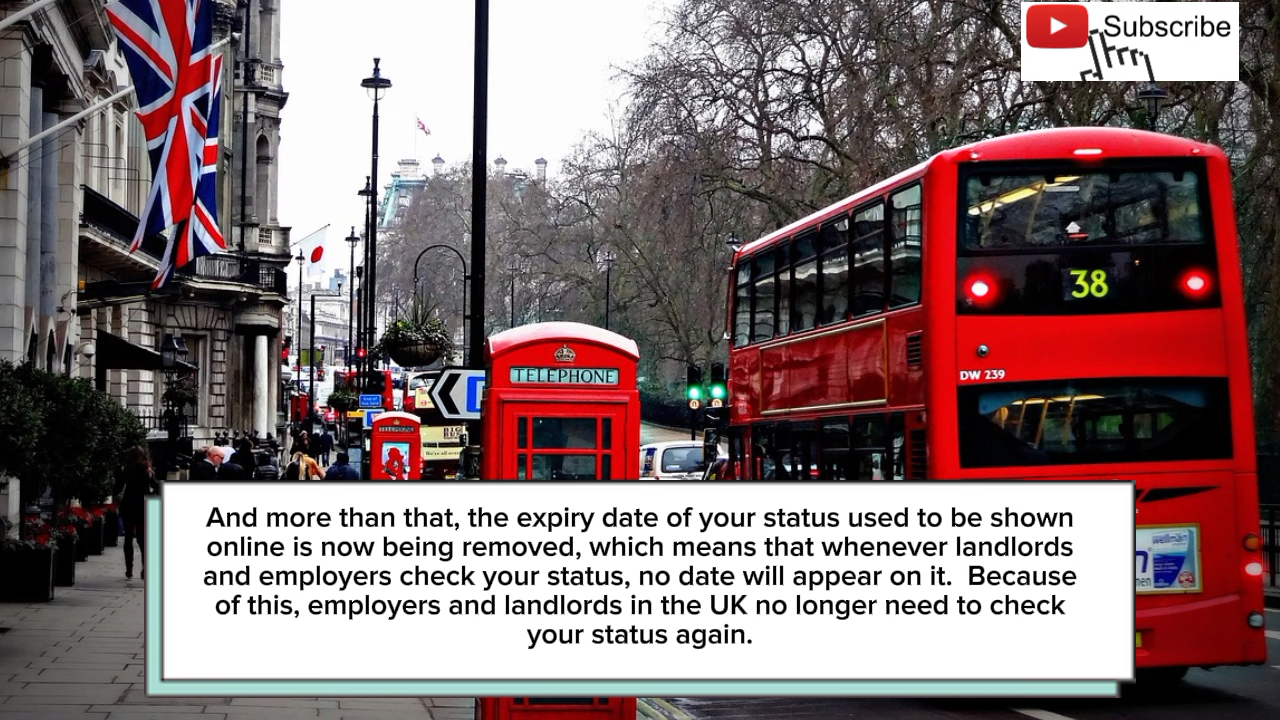 Subscribe
38
DW 239
TELEPHONE
TELEPHONE
And more than that, the expiry date of your status used to be shown
online is now being removed, which means that whenever landlords
and employers check your status, no date will appear on it.  Because
of this, employers and landlords in the UK no longer need to check
your status again.